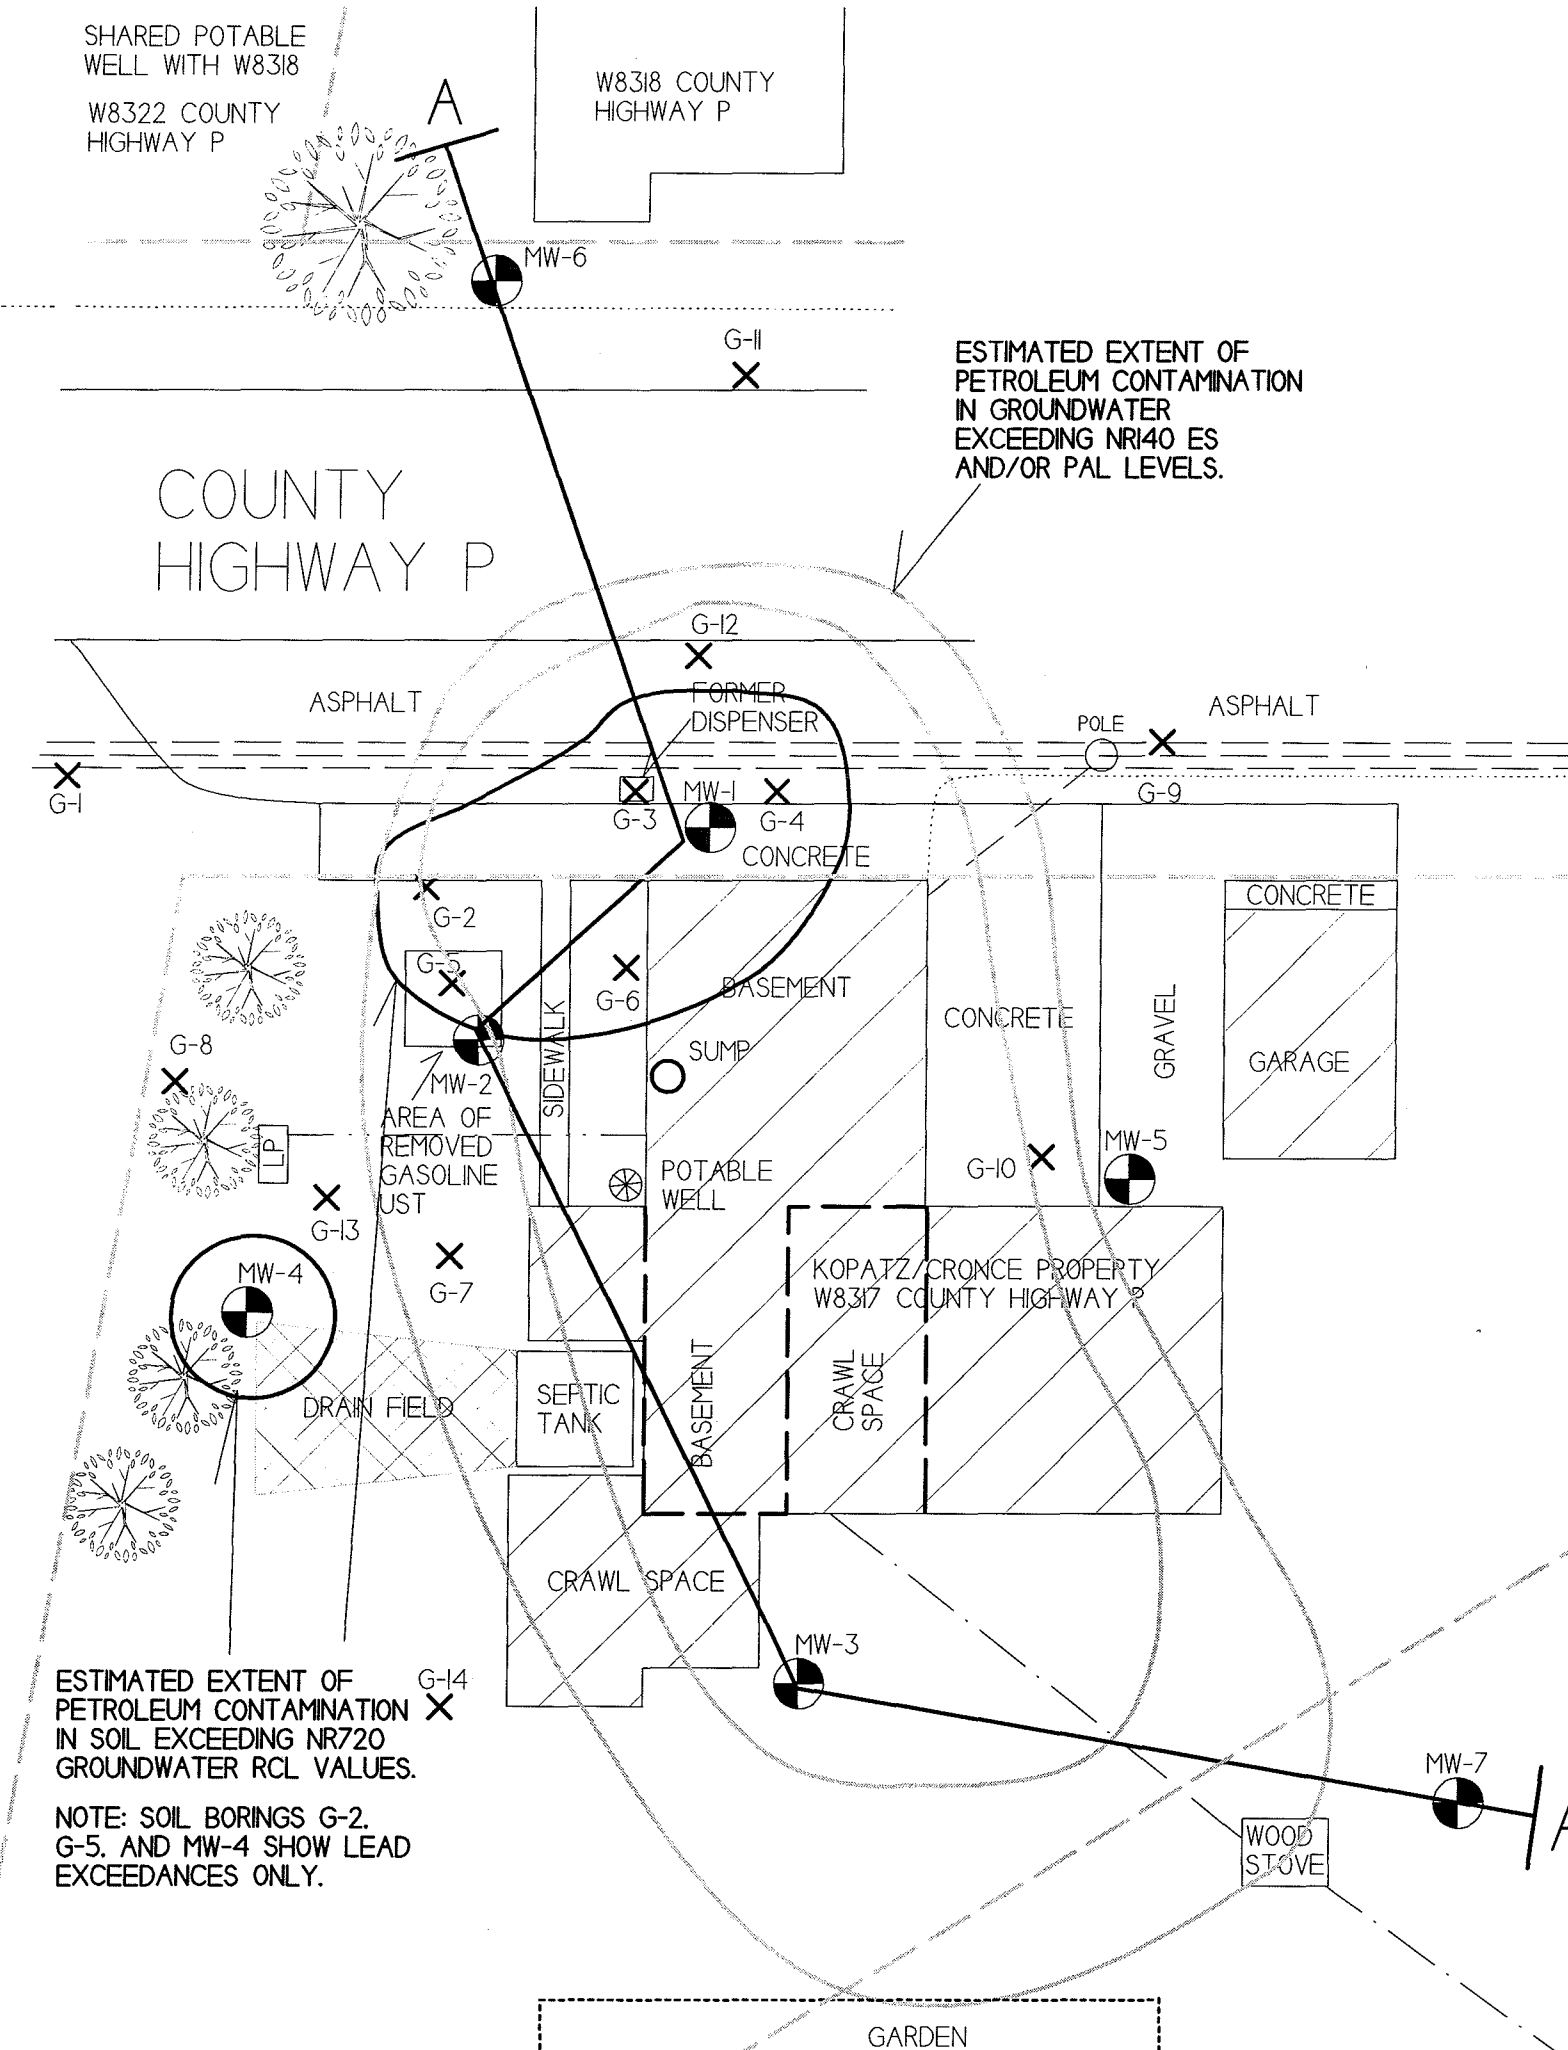 SHARED POTABLE
WELL WITH W8318
W8322 COUNTY
HIGHWAY P
A
W8318 COUNTY
HIGHWAY P
MW-6
G-11
ESTIMATED EXTENT OF
PETROLEUM CONTAMINATION
IN GROUNDWATER
EXCEEDING NR140 ES
AND/OR PAL LEVELS.
COUNTY
HIGHWAY P
G-12
ASPHALT
FORMER
DISPENSER
POLE
ASPHALT
G-1
G-3
MW-1
G-4
G-9
CONCRETE
G-2
CONCRETE
G-5
G-6
BASEMENT
SIDEWALK
CONCRETE
GRAVEL
G-8
SUMP
GARAGE
MW-2
AREA OF
REMOVED
GASOLINE
UST
LP
POTABLE
WELL
G-10
MW-5
G-13
G-7
MW-4
KOPATZ/CRONCE PROPERTY
W8317 COUNTY HIGHWAY P
DRAIN FIELD
SEPTIC
TANK
BASEMENT
CRAWL
SPACE
CRAWL SPACE
MW-3
ESTIMATED EXTENT OF
PETROLEUM CONTAMINATION
IN SOIL EXCEEDING NR720
GROUNDWATER RCL VALUES.
G-14
NOTE: SOIL BORINGS G-2,
G-5, AND MW-4 SHOW LEAD
EXCEEDANCES ONLY.
MW-7
WOOD
STOVE
GARDEN